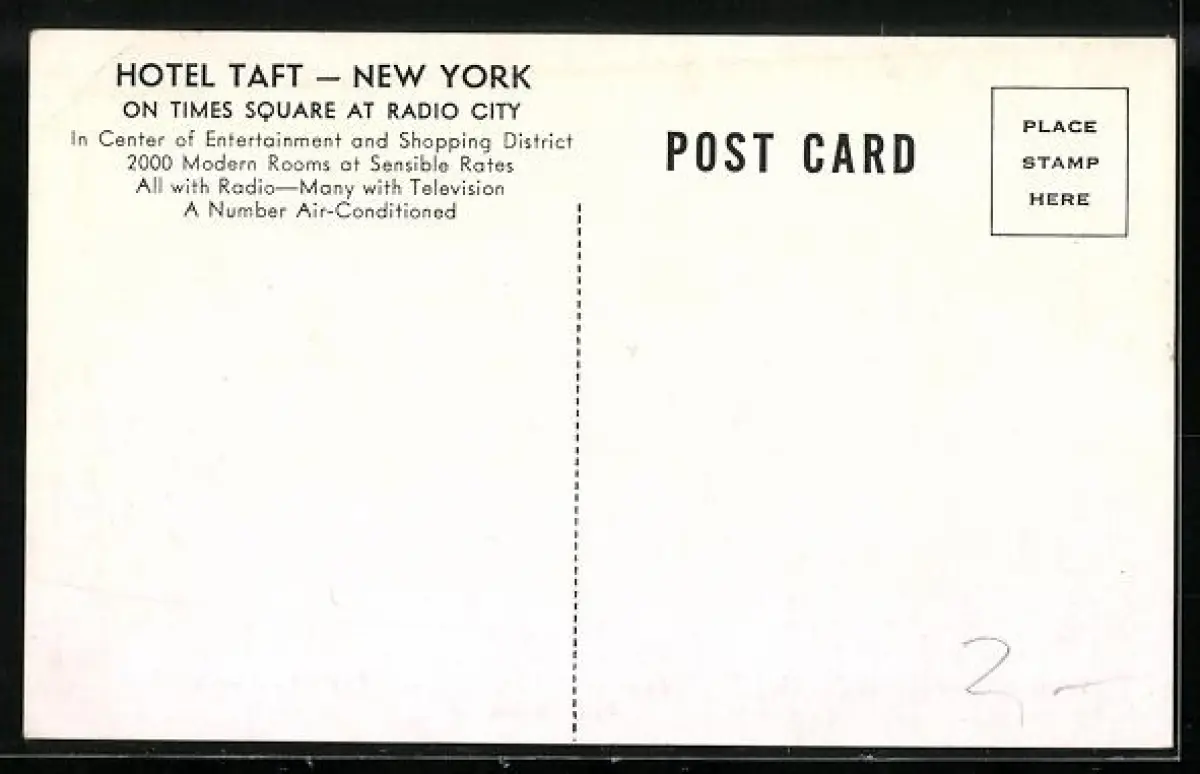 HOTEL TAFT — NEW YORK
ON TIMES SQUARE AT RADIO CITY
In Center of Entertainment and Shopping District
2000 Modern Rooms at Sensible Rates
All with Radio—Many with Television
A Number Air-Conditioned
POST CARD
PLACE
STAMP
HERE
2